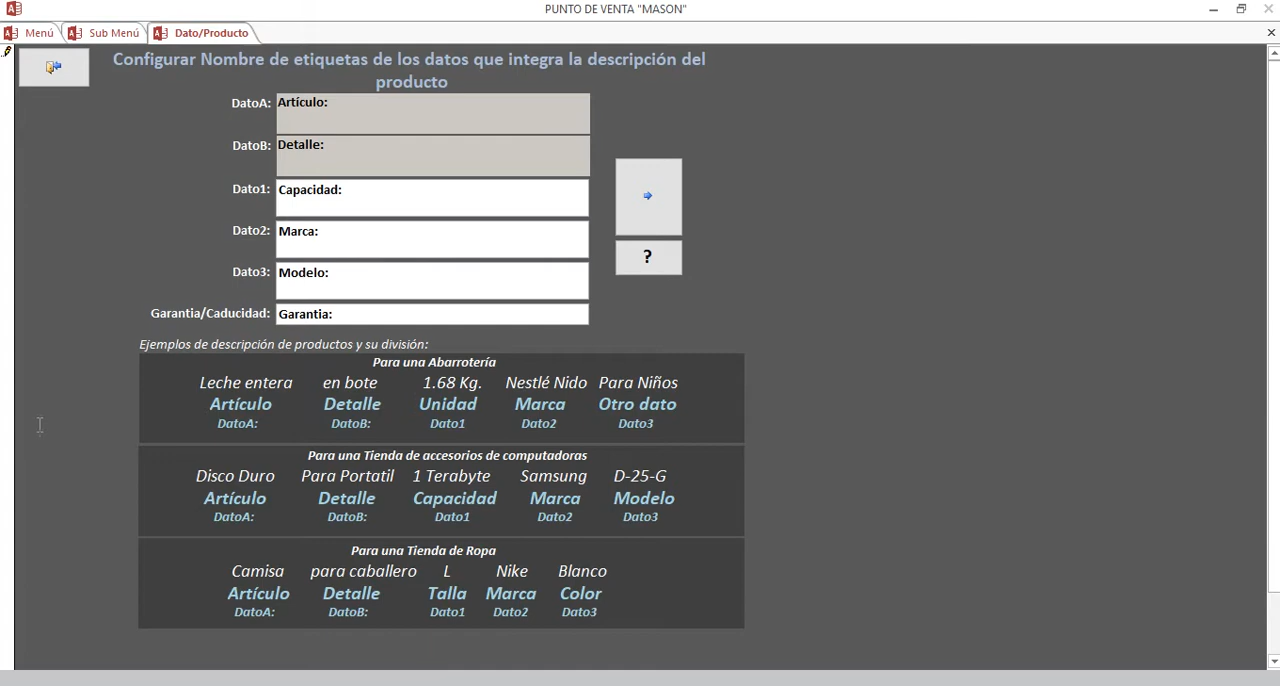 PUNTO DE VENTA "MASON"
Menú
Sub Menú
Dato/Producto
Configurar Nombre de etiquetas de los datos que integra la descripción del
producto
DatoA: Artículo:
DatoB: Detalle:
Dato1: Capacidad:
Dato2: Marca:
Dato3: Modelo:
Garantia/Caducidad: Garantia:
?
Ejemplos de descripción de productos y su división:
Para una Abarrotería
Leche entera en bote 1.68 Kg. Nestlé Nido Para Niños
Artículo Detalle Unidad Marca Otro dato
DatoA: DatoB: Dato1 Dato2 Dato3
Para una Tienda de accesorios de computadoras
Disco Duro Para Portatil 1 Terabyte Samsung D-25-G
Artículo Detalle Capacidad Marca Modelo
DatoA: DatoB: Dato1 Dato2 Dato3
Para una Tienda de Ropa
Camisa para caballero L Nike Blanco
Artículo Detalle Talla Marca Color
DatoA: DatoB: Dato1 Dato2 Dato3